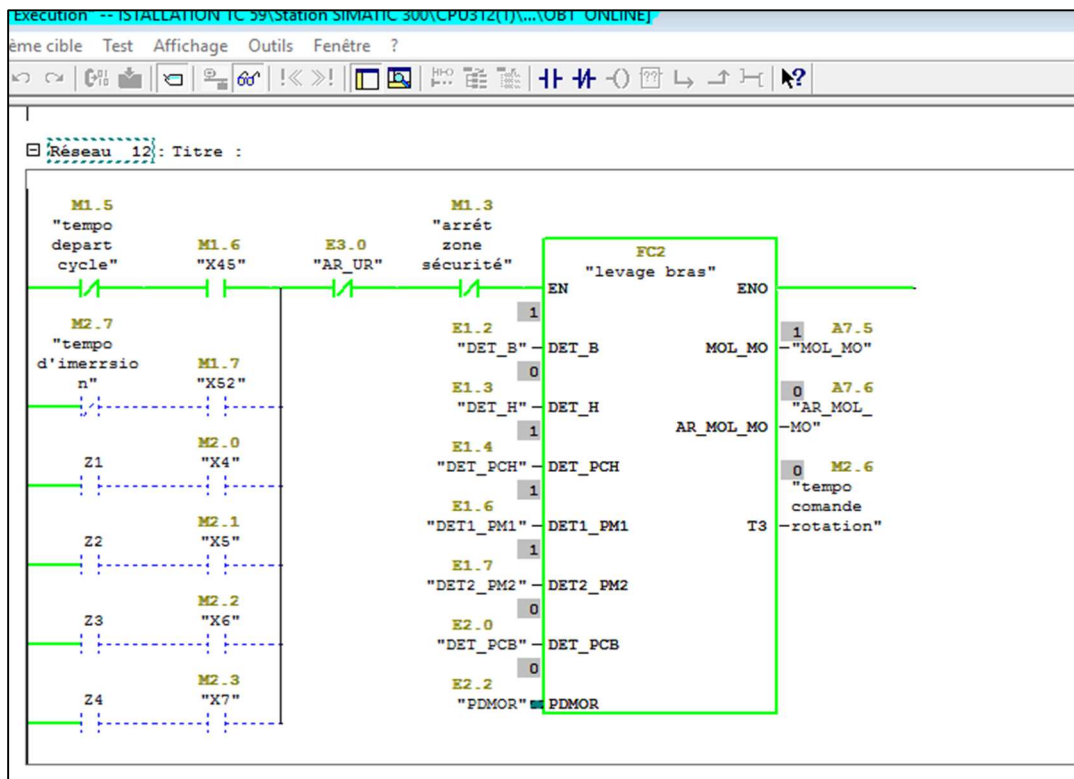 Execution" -- ISTALLATION TC 59\Station SIMATIC 300\CPU312(1)\...\OB1 ONLINE]
ème cible Test Affichage Outils Fenêtre ?
Réseau 12 : Titre :
M1.5
"tempo
depart
cycle"
M1.6
"X45"
E3.0
"AR_UR"
M1.3
"arrét
zone
sécurité"
FC2
"levage bras"
EN ENO
M2.7
"tempo
d'imerrsio
n"
M1.7
"X52"
Z1
M2.0
"X4"
Z2
M2.1
"X5"
Z3
M2.2
"X6"
Z4
M2.3
"X7"
1
E1.2
"DET_B" DET_B
0
E1.3
"DET_H" DET_H
1
E1.4
"DET_PCH" DET_PCH
1
E1.6
"DET1_PM1" DET1_PM1
1
E1.7
"DET2_PM2" DET2_PM2
0
E2.0
"DET_PCB" DET_PCB
0
E2.2
"PDMOR" PDMOR
1 A7.5
MOL_MO "MOL_MO"
0 A7.6
"AR_MOL_
AR_MOL_MO MO"
0 M2.6
"tempo
comande
T3 rotation"